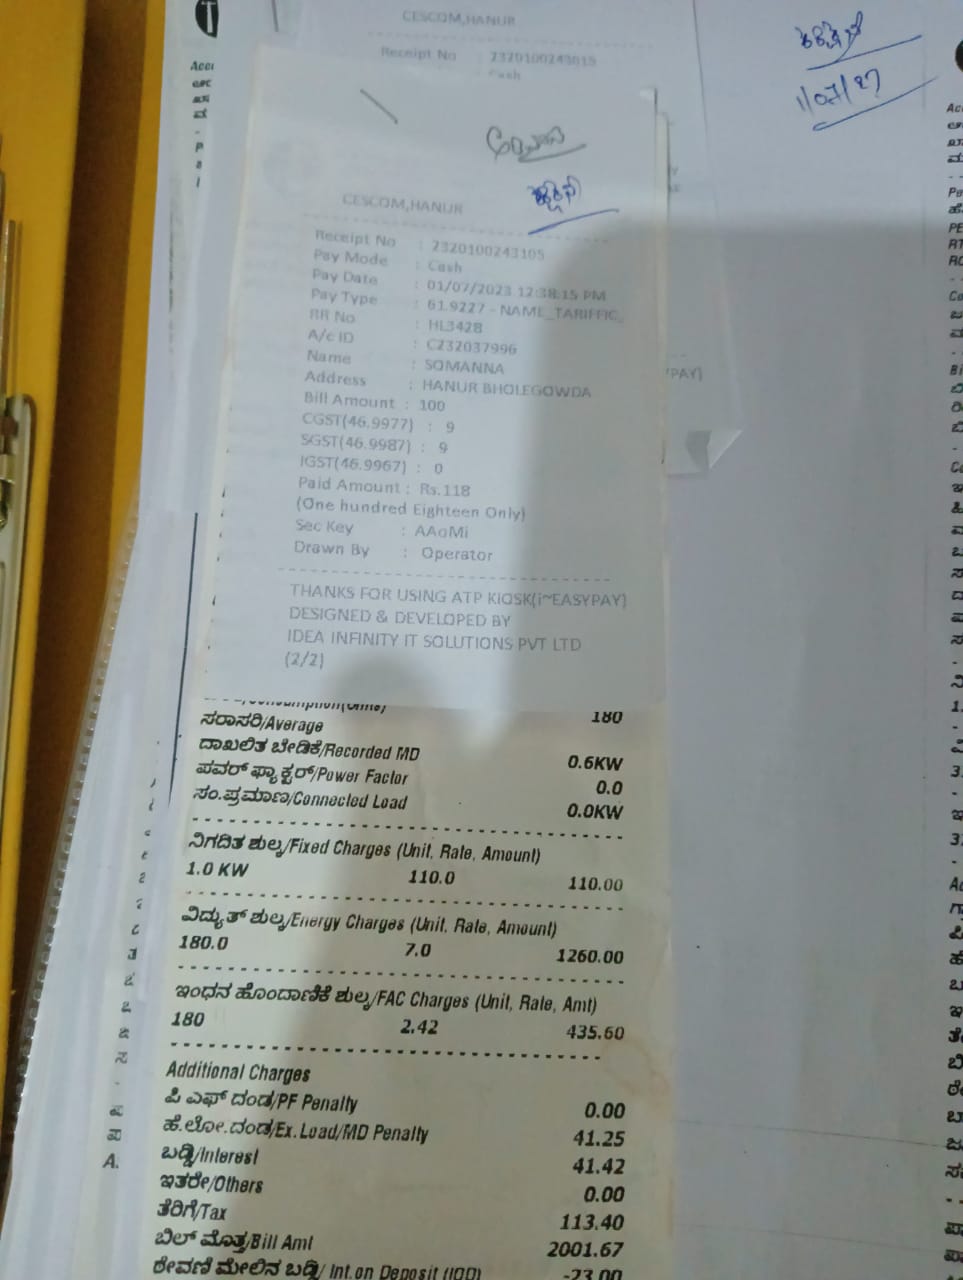 CESCOM,HANUR
Receipt No : 2320100243015
Cash
1/07/27
CESCOM,HANUR
Receipt No : 2320100243105
Pay Mode : Cash
Pay Date : 01/07/2023 12:38:15 PM
Pay Type : 61.9227 - NAME_TARIFFIC_
RR No : HL3428
A/c ID : C232037996
Name : SOMANNA
Address : HANUR BHOLEGOWDA
Bill Amount : 100
CGST(46.9977) : 9
SGST(46.9987) : 9
IGST(46.9967) : 0
Paid Amount : Rs.118
(One hundred Eighteen Only)
Sec Key : AAoMi
Drawn By : Operator
THANKS FOR USING ATP KIOSK(i~EASYPAY)
DESIGNED & DEVELOPED BY
IDEA INFINITY IT SOLUTIONS PVT LTD
(2/2)
180
ಸರಾಸರಿ/Average
ದಾಖಲಿತ ಬೇಡಿಕೆ/Recorded MD 0.6KW
ಪವರ್ ಫ್ಯಾಕ್ಟರ್/Power Factor 0.0
ಸಂ.ಪ್ರಮಾಣ/Connected Load 0.0KW
ನಿಗದಿತ ಶುಲ್ಕ/Fixed Charges (Unit, Rate, Amount)
1.0 KW 110.0 110.00
ವಿದ್ಯುತ್ ಶುಲ್ಕ/Energy Charges (Unit, Rate, Amount)
180.0 7.0 1260.00
ಇಂಧನ ಹೊಂದಾಣಿಕೆ ಶುಲ್ಕ/FAC Charges (Unit, Rate, Amt)
180 2.42 435.60
Additional Charges
ಪಿ ಎಫ್ ದಂಡ/PF Penalty 0.00
ಹೆ.ಲೋ.ದಂಡ/Ex.Load/MD Penalty 41.25
ಬಡ್ಡಿ/Interest 41.42
ಇತರೇ/Others 0.00
ತೆರಿಗೆ/Tax 113.40
ಬಿಲ್ ಮೊತ್ತ/Bill Amt 2001.67
ಠೇವಣಿ ಮೇಲಿನ ಬಡ್ಡಿ/ Int.on Deposit (IOD) -23.00